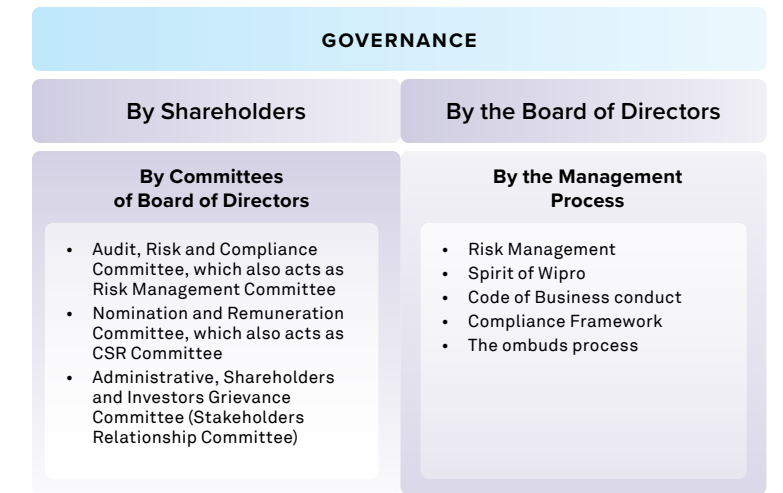 GOVERNANCE
By Shareholders
By the Board of Directors
By Committees
of Board of Directors
• Audit, Risk and Compliance
Committee, which also acts as
Risk Management Committee
• Nomination and Remuneration
Committee, which also acts as
CSR Committee
• Administrative, Shareholders
and Investors Grievance
Committee (Stakeholders
Relationship Committee)
By the Management
Process
• Risk Management
• Spirit of Wipro
• Code of Business conduct
• Compliance Framework
• The ombuds process